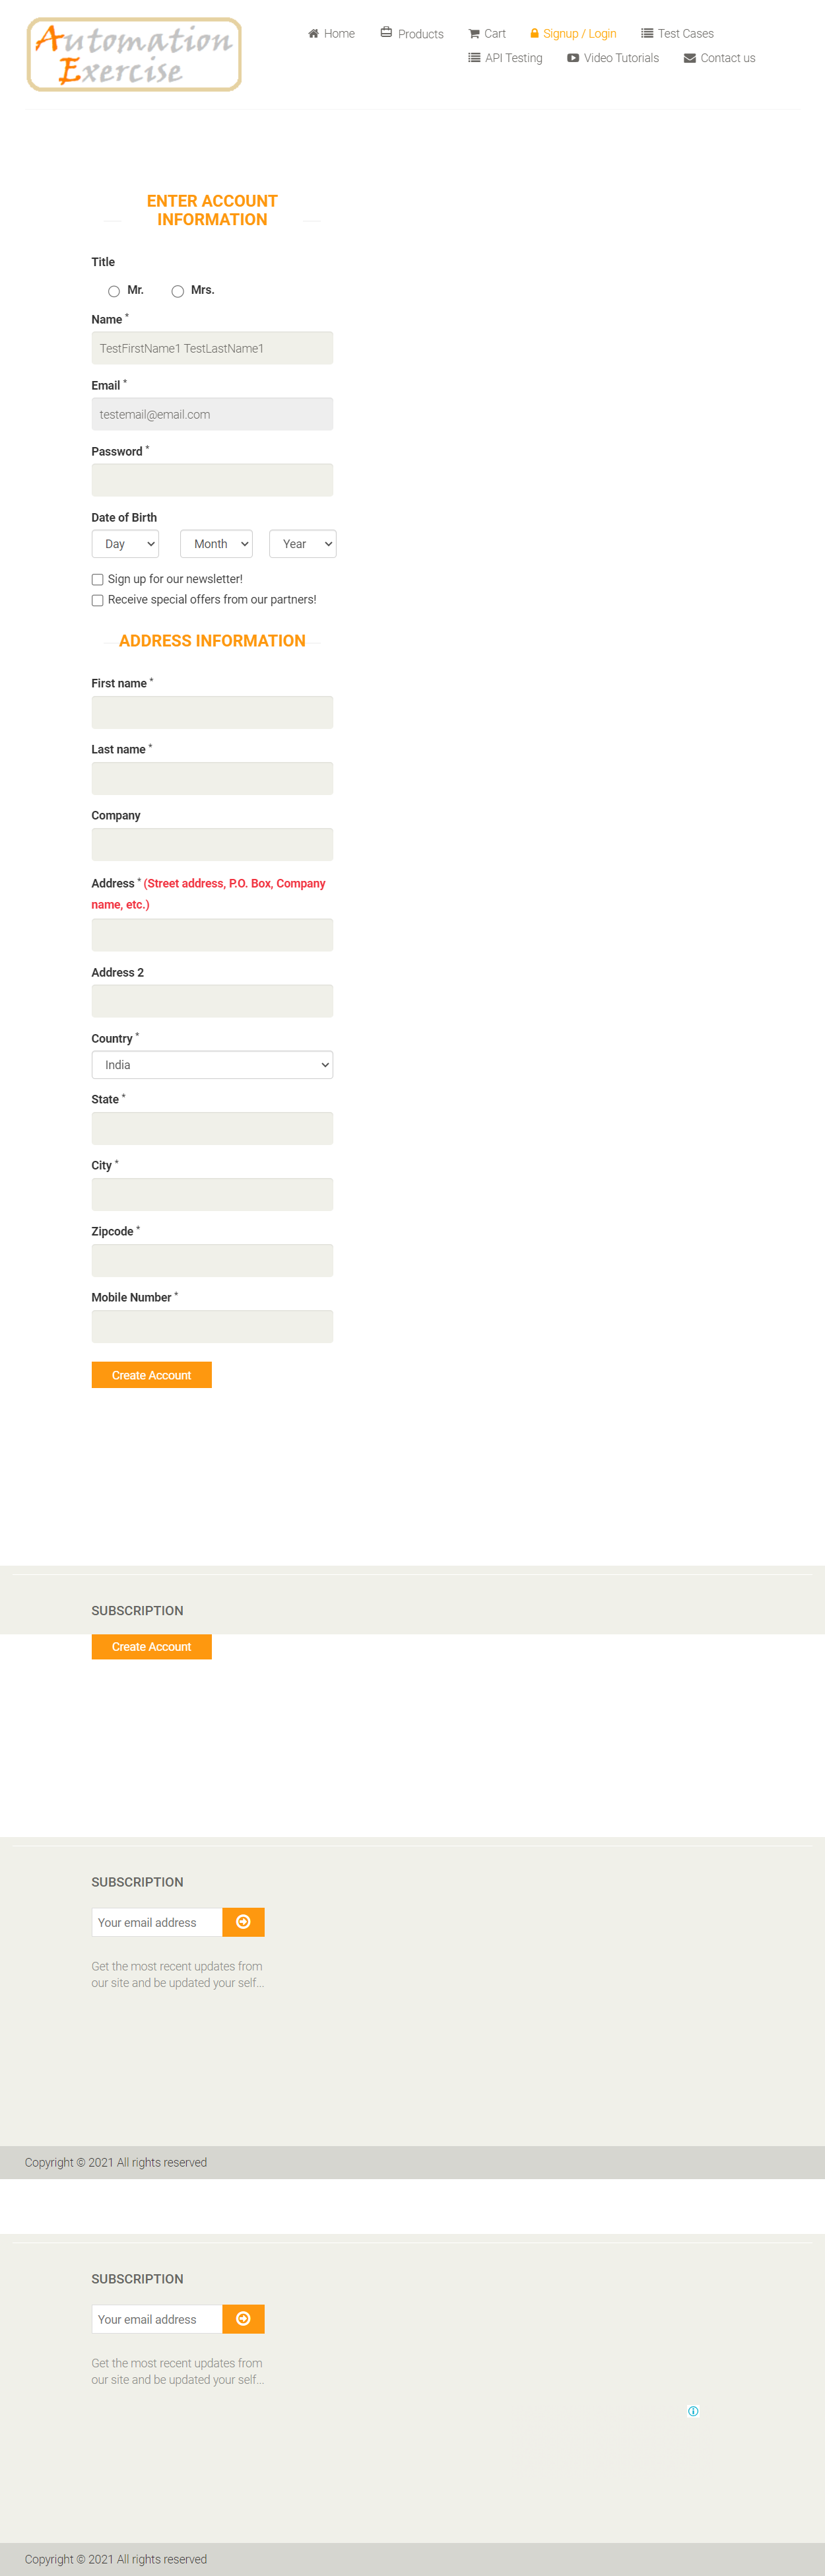 Automation
Exercise
Home Products Cart Signup / Login Test Cases
API Testing Video Tutorials Contact us
ENTER ACCOUNT
INFORMATION
Title
Mr. Mrs.
Name *
TestFirstName1 TestLastName1
Email *
testemail@email.com
Password *
Date of Birth
Day Month Year
Sign up for our newsletter!
Receive special offers from our partners!
ADDRESS INFORMATION
First name *
Last name *
Company
Address * (Street address, P.O. Box, Company
name, etc.)
Address 2
Country *
India
State *
City *
Zipcode *
Mobile Number *
Create Account
SUBSCRIPTION
Create Account
SUBSCRIPTION
Your email address
Get the most recent updates from
our site and be updated your self...
Copyright © 2021 All rights reserved
SUBSCRIPTION
Your email address
Get the most recent updates from
our site and be updated your self...
Copyright © 2021 All rights reserved